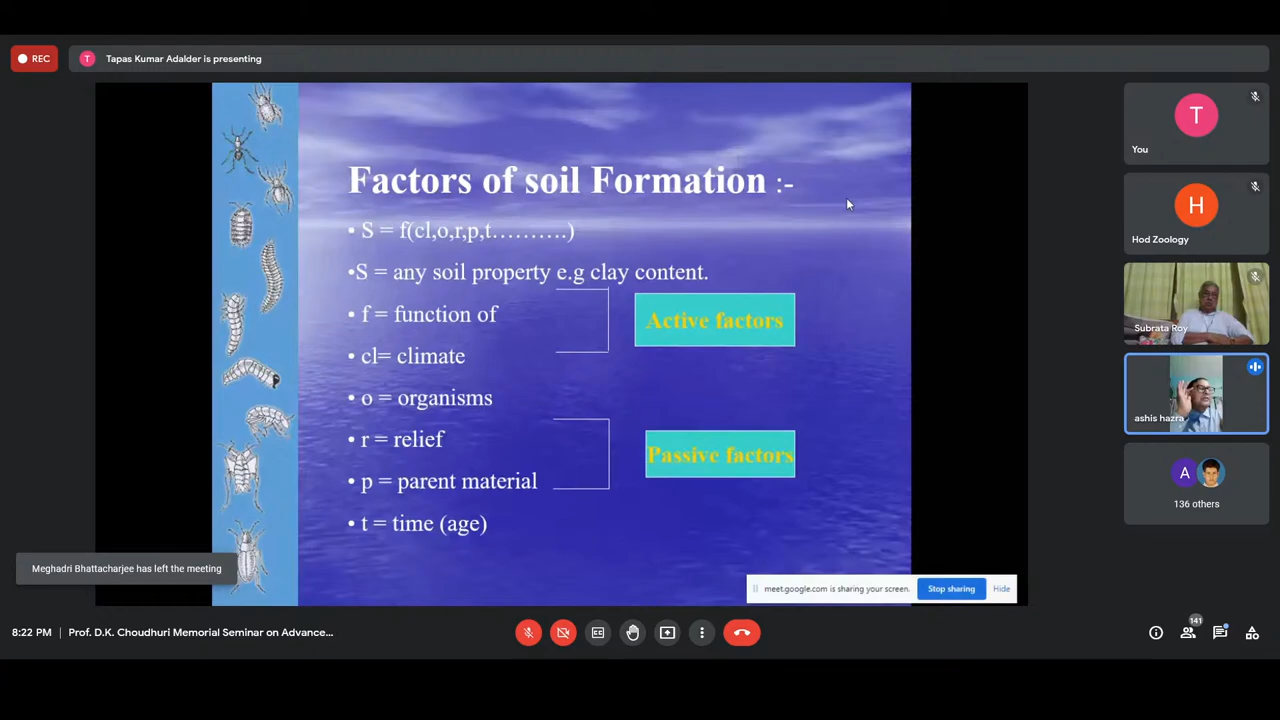 REC
T
Tapas Kumar Adalder is presenting
Factors of soil Formation :-
• S = f(cl,o,r,p,t……….)
•S = any soil property e.g clay content.
• f = function of
• cl= climate
• o = organisms
• r = relief
• p = parent material
• t = time (age)
Active factors
Passive factors
T
You
H
Hod Zoology
Subrata Roy
ashis hazra
A
136 others
Meghadri Bhattacharjee has left the meeting
meet.google.com is sharing your screen.
Stop sharing
Hide
8:22 PM | Prof. D.K. Choudhuri Memorial Seminar on Advance...
CC
141